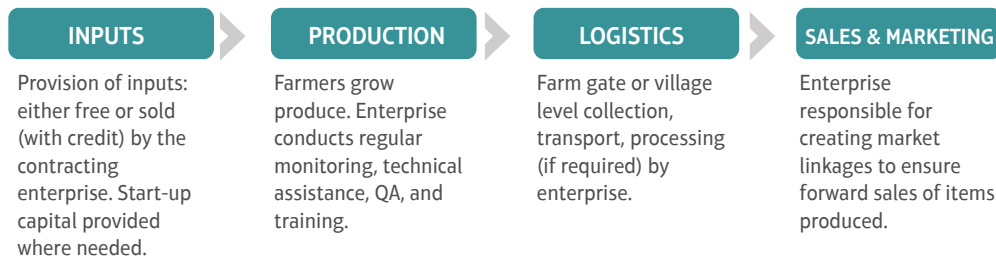 INPUTS
Provision of inputs:
either free or sold
(with credit) by the
contracting
enterprise. Start-up
capital provided
where needed.
PRODUCTION
Farmers grow
produce. Enterprise
conducts regular
monitoring, technical
assistance, QA, and
training.
LOGISTICS
Farm gate or village
level collection,
transport, processing
(if required) by
enterprise.
SALES & MARKETING
Enterprise
responsible for
creating market
linkages to ensure
forward sales of items
produced.